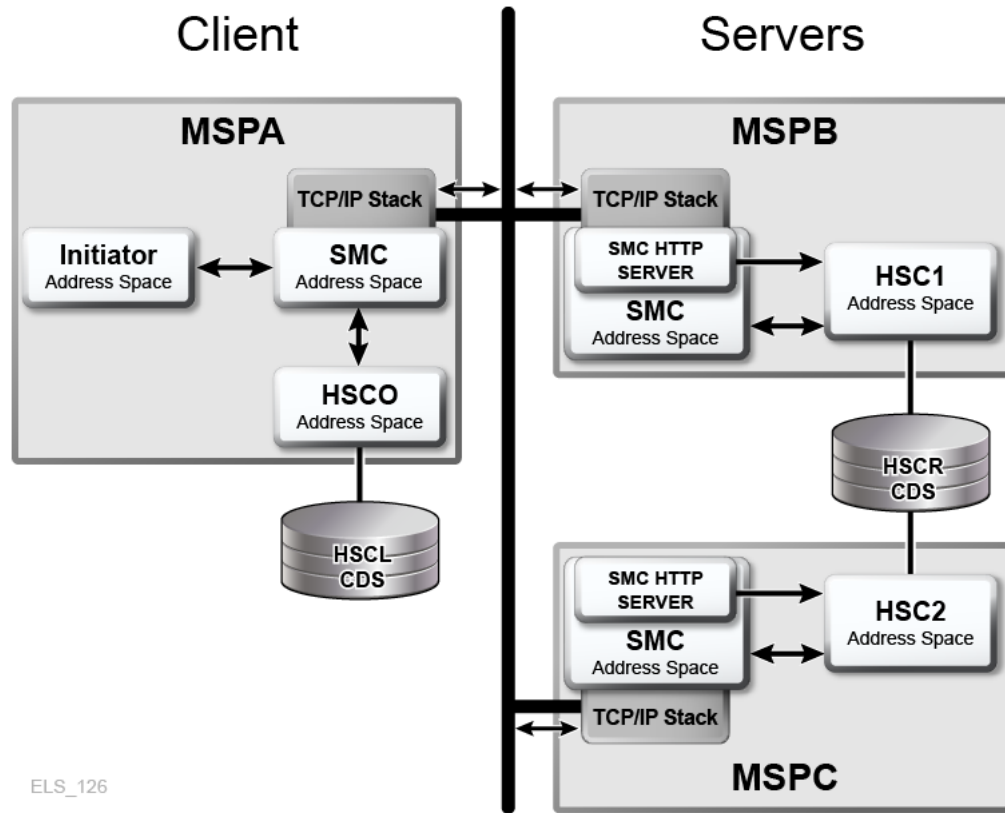 Client
Servers
MSPA
TCP/IP Stack
Initiator
Address Space
SMC
Address Space
HSCO
Address Space
HSCL
CDS
MSPB
TCP/IP Stack
SMC HTTP
SERVER
SMC
Address Space
HSC1
Address Space
HSCR
CDS
SMC HTTP
SERVER
SMC
Address Space
HSC2
Address Space
TCP/IP Stack
MSPC
ELS_126